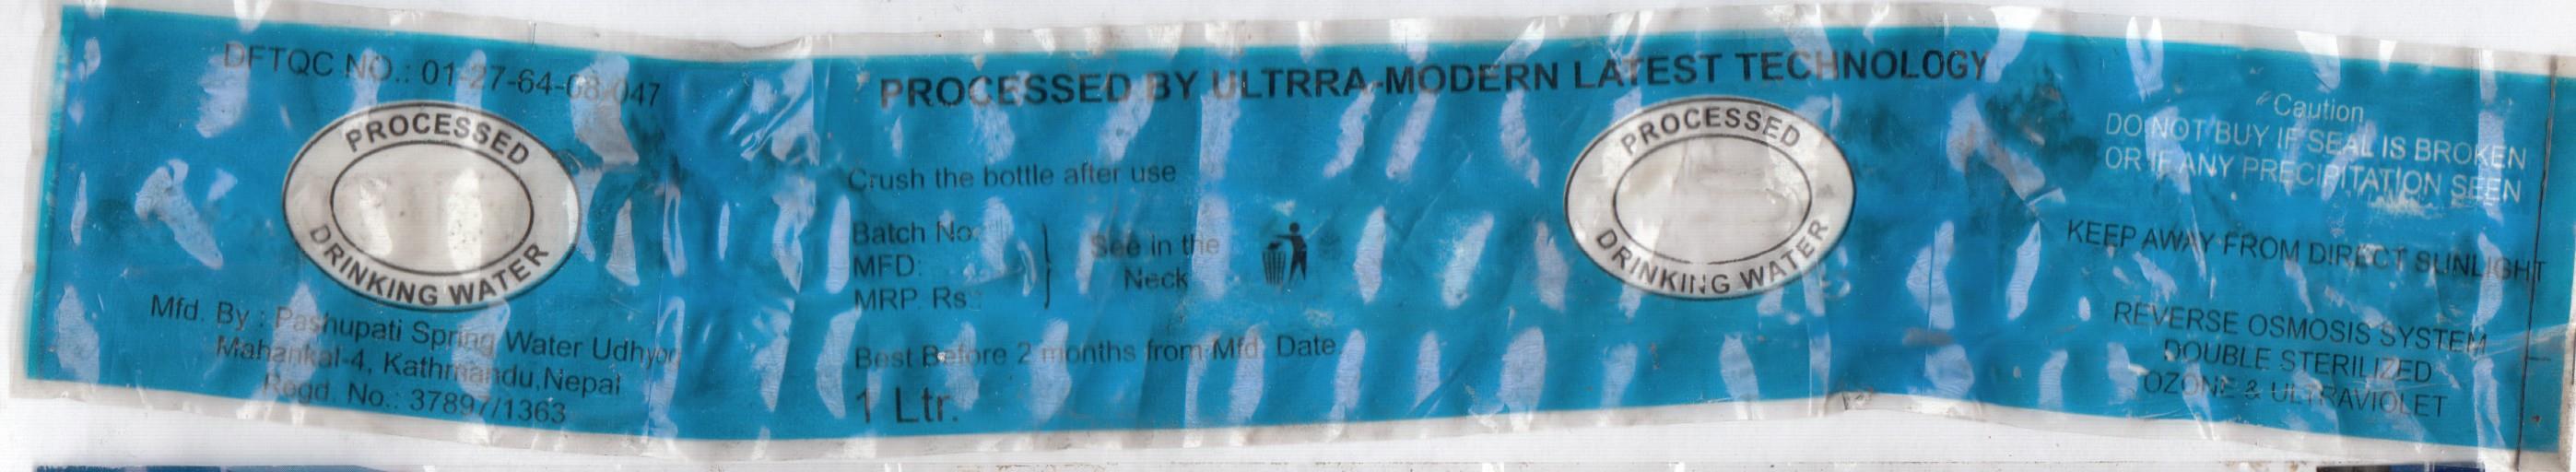 DFTQC NO.: 01-27-64-68-047
PROCESSED
DRINKING WATER
Mfd. By : Pashupati Spring Water Udhyog
Mahankal-4, Kathmandu,Nepal
Regd. No.: 37897/1363
PROCESSED BY ULTRRA-MODERN LATEST TECHNOLOGY
Crush the bottle after use
Batch No:
MFD:
MRP. Rs.:
See in the
Neck
Best Before 2 months from Mfd. Date.
1 Ltr.
PROCESSED
DRINKING WATER
Caution
DO NOT BUY IF SEAL IS BROKEN
OR IF ANY PRECIPITATION SEEN
KEEP AWAY FROM DIRECT SUNLIGHT
REVERSE OSMOSIS SYSTEM
DOUBLE STERILIZED
OZONE & ULTRAVIOLET